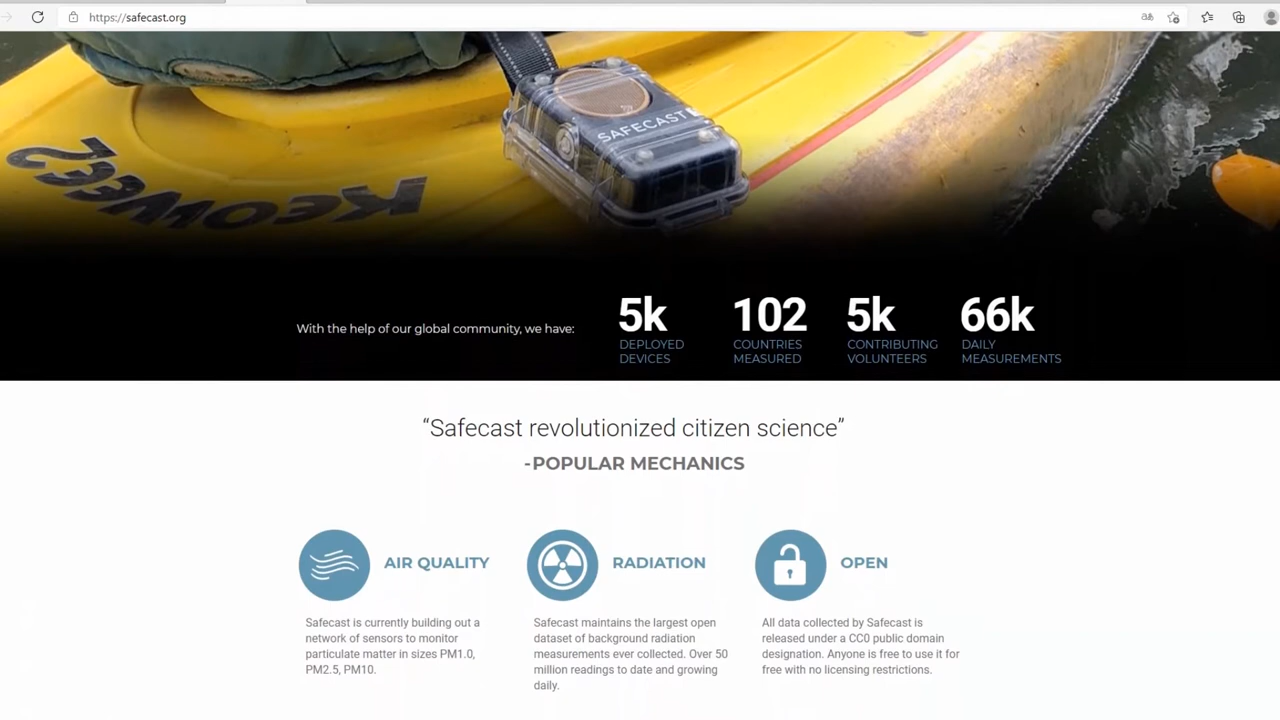 https://safecast.org
SAFECAST
KEOWEE
With the help of our global community, we have:
5k
DEPLOYED
DEVICES
102
COUNTRIES
MEASURED
5k
CONTRIBUTING
VOLUNTEERS
66k
DAILY
MEASUREMENTS
“Safecast revolutionized citizen science”
-POPULAR MECHANICS
AIR QUALITY
Safecast is currently building out a
network of sensors to monitor
particulate matter in sizes PM1.0,
PM2.5, PM10.
RADIATION
Safecast maintains the largest open
dataset of background radiation
measurements ever collected. Over 50
million readings to date and growing
daily.
OPEN
All data collected by Safecast is
released under a CC0 public domain
designation. Anyone is free to use it for
free with no licensing restrictions.